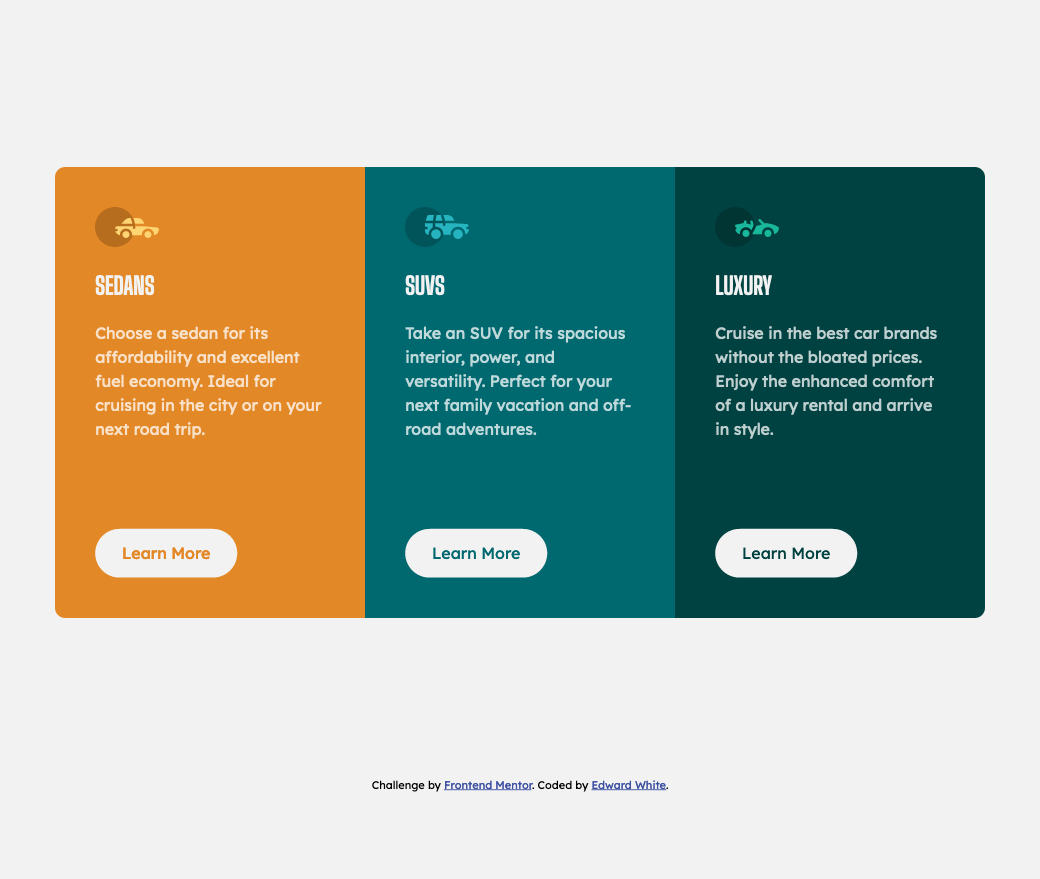 SEDANS
Choose a sedan for its
affordability and excellent
fuel economy. Ideal for
cruising in the city or on your
next road trip.
Learn More
SUVS
Take an SUV for its spacious
interior, power, and
versatility. Perfect for your
next family vacation and off-
road adventures.
Learn More
LUXURY
Cruise in the best car brands
without the bloated prices.
Enjoy the enhanced comfort
of a luxury rental and arrive
in style.
Learn More
Challenge by Frontend Mentor. Coded by Edward White.